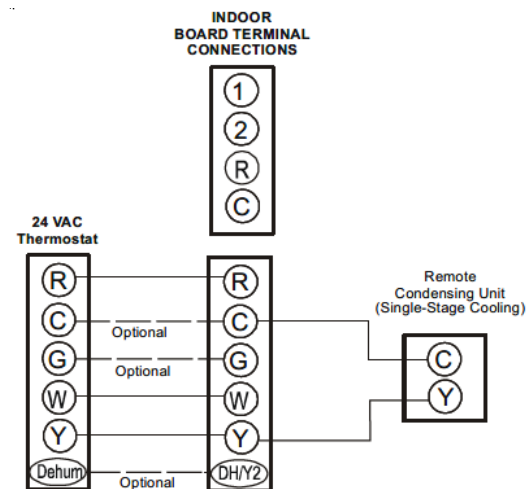 INDOOR
BOARD TERMINAL
CONNECTIONS
1
2
R
C
24 VAC
Thermostat
Remote
Condensing Unit
(Single-Stage Cooling)
R
R
C
Optional
C
C
G
Optional
G
W
W
Y
Y
Y
Dehum
Optional
DH/Y2